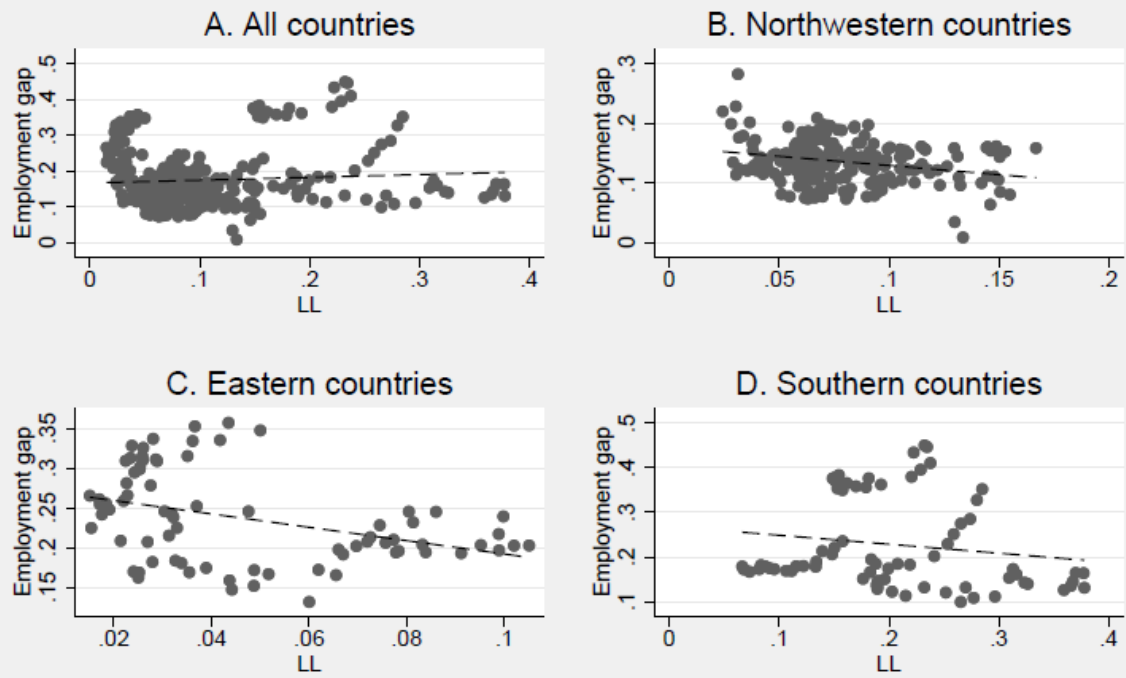 A. All countries
Employment gap
.5
.4
.3
.2
.1
0
0 .1 .2 .3 .4
LL
B. Northwestern countries
Employment gap
.3
.2
.1
0
0 .05 .1 .15 .2
LL
C. Eastern countries
Employment gap
.35
.3
.25
.2
.15
.02 .04 .06 .08 .1
LL
D. Southern countries
Employment gap
.5
.4
.3
.2
.1
0 .1 .2 .3 .4
LL